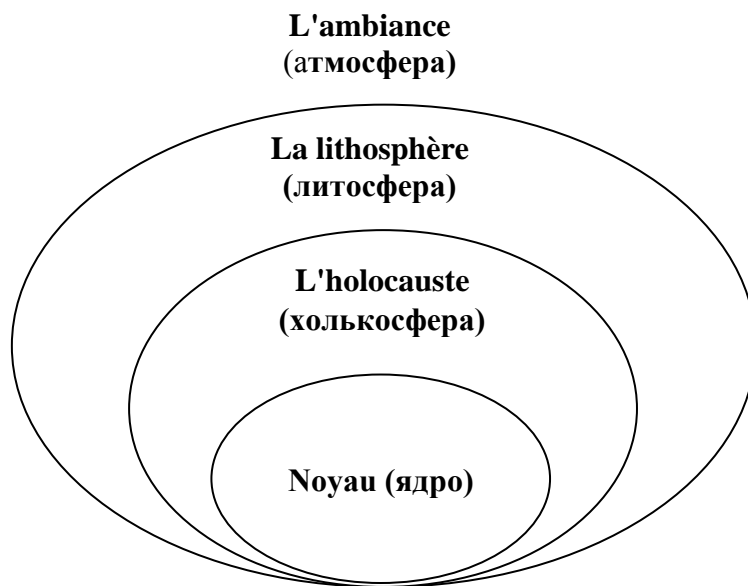 L'ambiance
(атмосфера)
La lithosphère
(литосфера)
L'holocauste
(холькосфера)
Noyau (ядро)